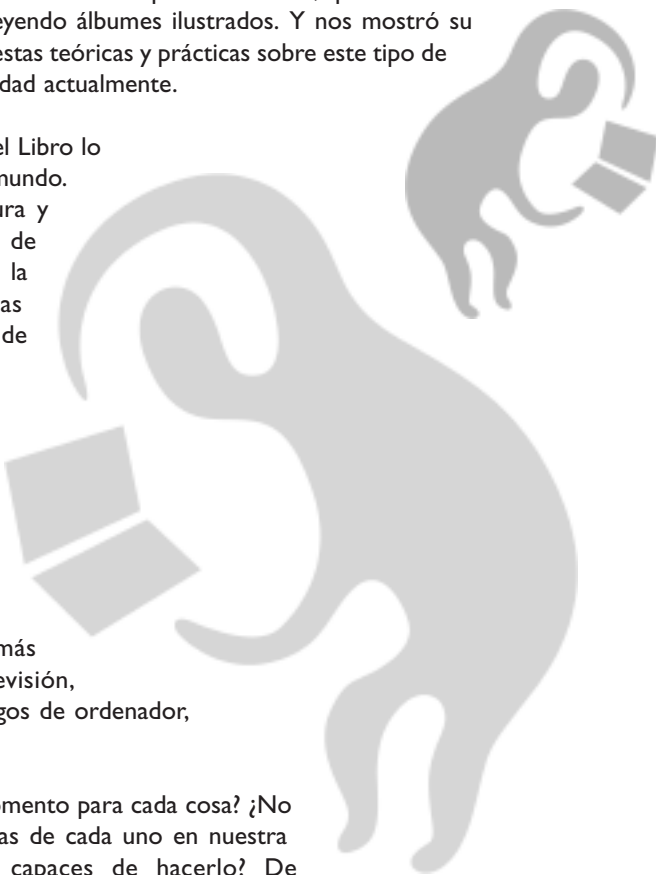 eyendo álbumes ilustrados. Y nos mostró su
estas teóricas y prácticas sobre este tipo de
dad actualmente.
el Libro lo
mundo.
ura y
de
la
as
de
más
evisión,
gos de ordenador,
omento para cada cosa? ¿No
as de cada uno en nuestra
capaces de hacerlo? De